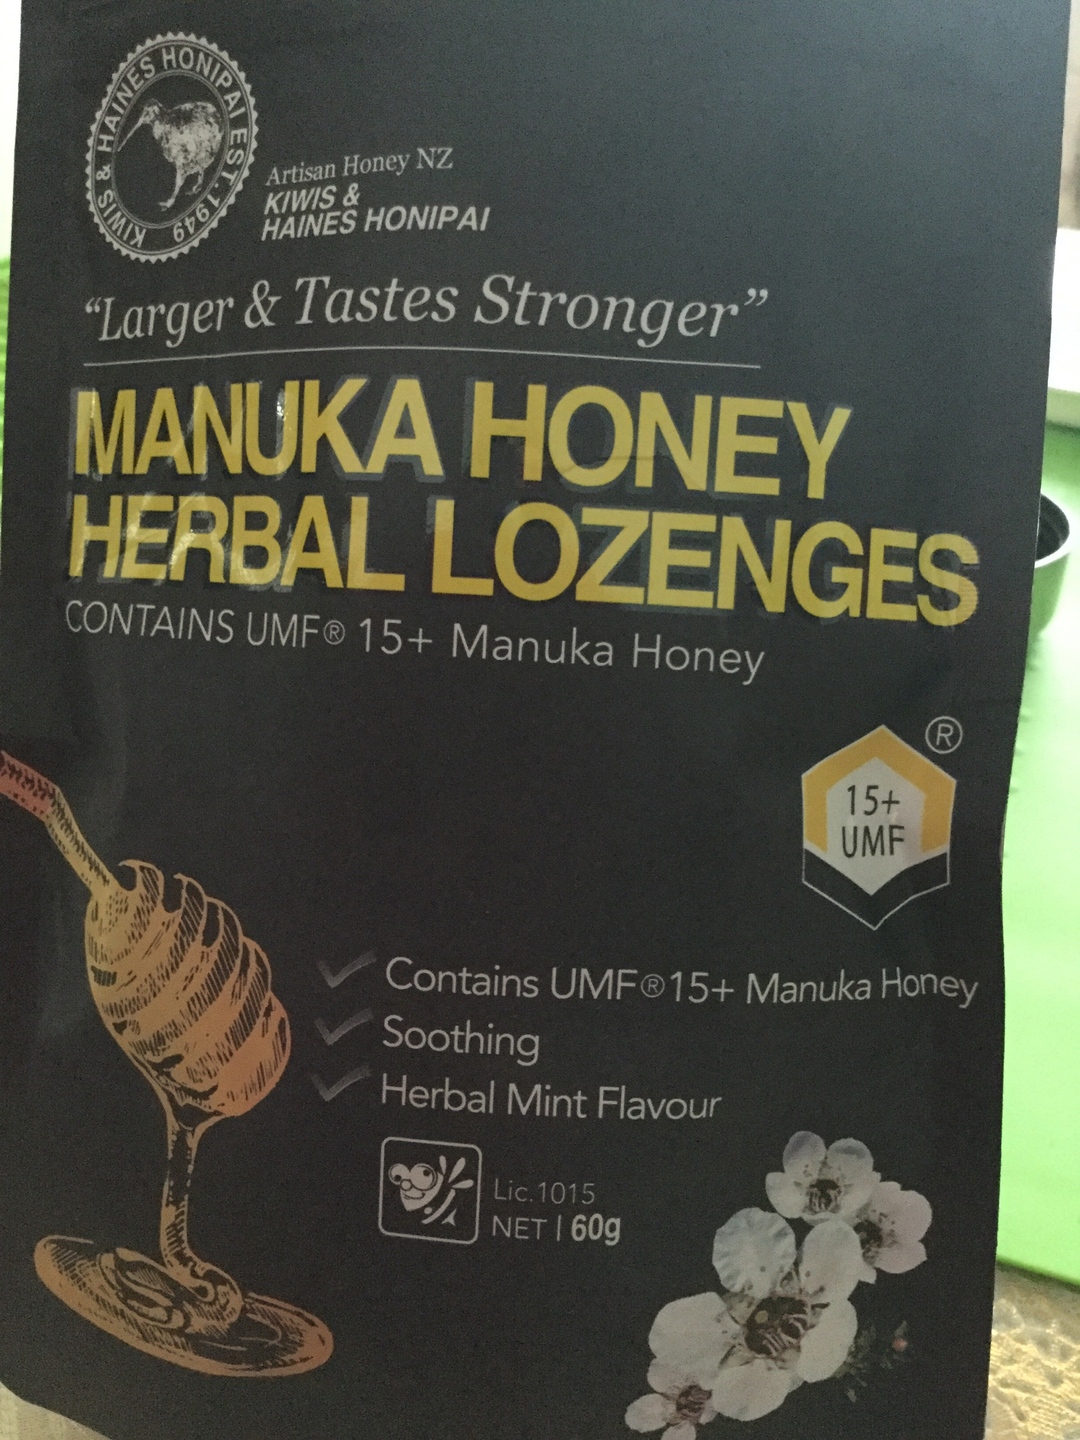 KIWIS & HAINES HONIPAI EST. 1949
Artisan Honey NZ
KIWIS &
HAINES HONIPAI
“Larger & Tastes Stronger”
MANUKA HONEY
HERBAL LOZENGES
CONTAINS UMF® 15+ Manuka Honey
®
15+
UMF
Contains UMF®15+ Manuka Honey
Soothing
Herbal Mint Flavour
Lic.1015
NET | 60g